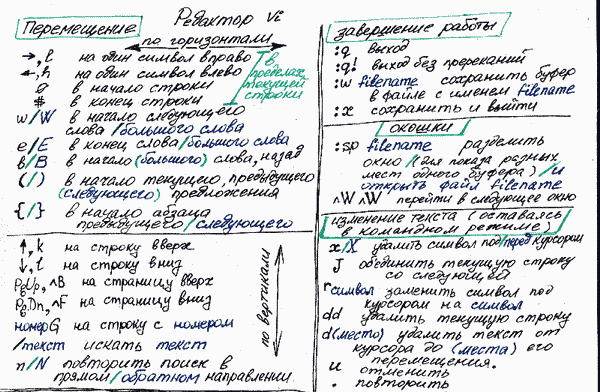 Редактор vi
Перемещение
по горизонтали
→, l на один символ вправо
←, h на один символ влево
в пределах текущей строки
0 в начало строки
# в конец строки
w/W в начало следующего
слова/большого слова
e/E в конец слова/большого слова
b/B в начало (большого) слова, назад
(/) в начало текущего, предыдущего
(следующего) предложения
{/} в начало абзаца
предыдущего/следующего
↑, k на строку вверх
↓, l на строку вниз
PgUp, ^B на страницу вверх
PgDn, ^F на страницу вниз
номерG на строку с номером
/текст искать текст
n/N повторить поиск в
прямом/обратном направлении
по вертикали
завершение работы
:q выход
:q! выход без пререканий
:w filename сохранить буфер
в файле с именем filename
:x сохранить и выйти
окошки
:sp filename разделить
окно/(для показа разных
мест одного буфера)/и
открыть файл filename
^W ^W перейти в следующее окно
изменение текста (оставаясь
в командном режиме)
x/X удалить символ под/перед курсором
J объединить текущую строку
со следующей
rсимвол заменить символ под
курсором на символ
dd удалить текущую строку
d(место) удалить текст от
курсора до (места) его
перемещения.
u отменить
. повторить